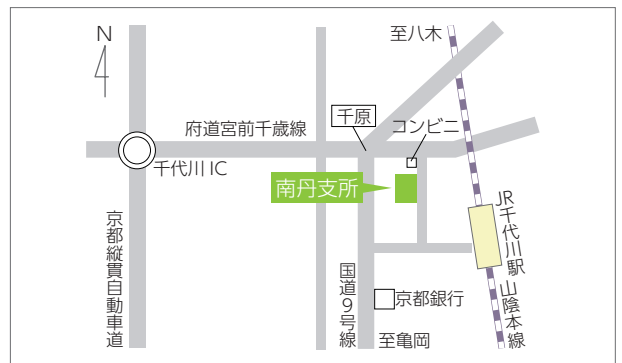 N
至八木
千原
コンビニ
府道宮前千歳線
千代川IC
南丹支所
JR千代川駅
京都縦貫自動車道
国道9号線
京都銀行
山陰本線
至亀岡